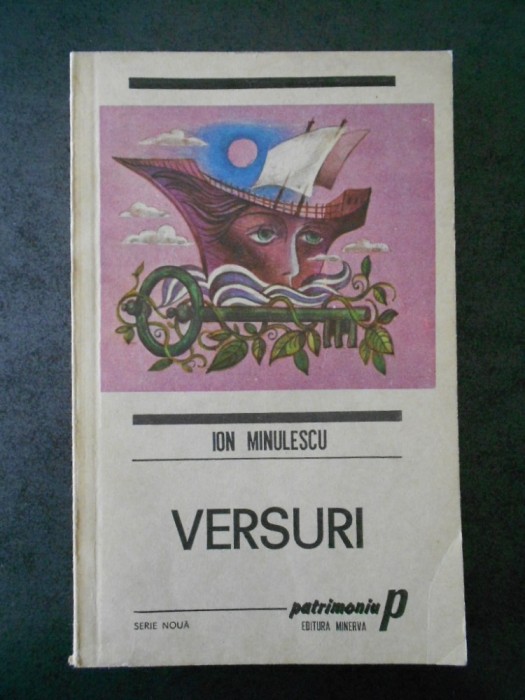 ION MINULESCU
VERSURI
SERIE NOUĂ
patrimoniu P
EDITURA MINERVA